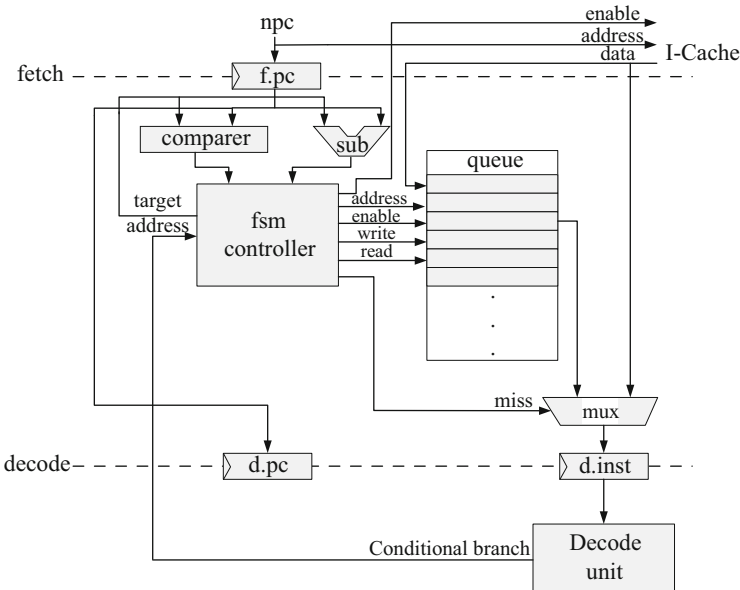 enable
npc
address
I-Cache
data
fetch
f.pc
comparer
sub
queue
target
address
fsm
controller
address
enable
write
read
.
.
.
miss
mux
decode
d.pc
d.inst
Conditional branch
Decode
unit